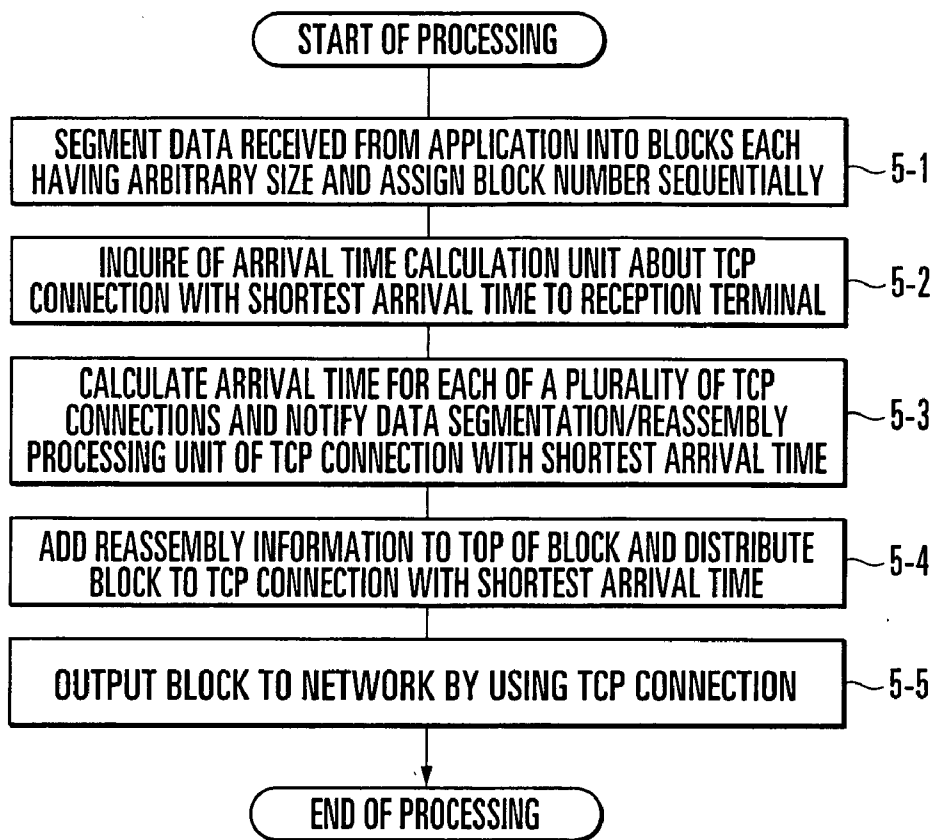 START OF PROCESSING
SEGMENT DATA RECEIVED FROM APPLICATION INTO BLOCKS EACH
HAVING ARBITRARY SIZE AND ASSIGN BLOCK NUMBER SEQUENTIALLY
5-1
INQUIRE OF ARRIVAL TIME CALCULATION UNIT ABOUT TCP
CONNECTION WITH SHORTEST ARRIVAL TIME TO RECEPTION TERMINAL
5-2
CALCULATE ARRIVAL TIME FOR EACH OF A PLURALITY OF TCP
CONNECTIONS AND NOTIFY DATA SEGMENTATION/REASSEMBLY
PROCESSING UNIT OF TCP CONNECTION WITH SHORTEST ARRIVAL TIME
5-3
ADD REASSEMBLY INFORMATION TO TOP OF BLOCK AND DISTRIBUTE
BLOCK TO TCP CONNECTION WITH SHORTEST ARRIVAL TIME
5-4
OUTPUT BLOCK TO NETWORK BY USING TCP CONNECTION
5-5
END OF PROCESSING